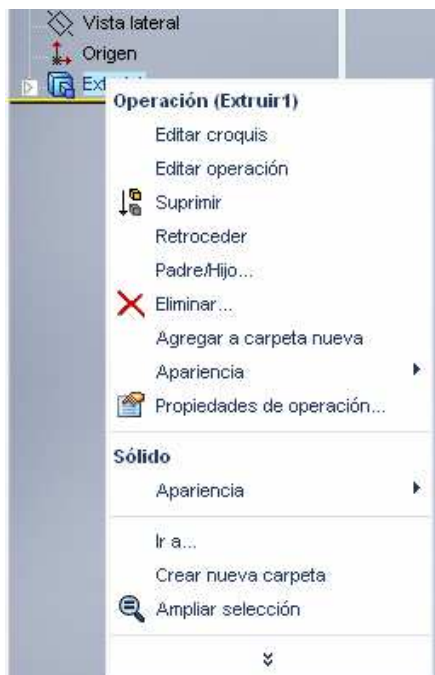 Vista lateral
Origen
Ext
Operación (Extruir1)
Editar croquis
Editar operación
Suprimir
Retroceder
Padre/Hijo...
Eliminar...
Agregar a carpeta nueva
Apariencia
Propiedades de operación...
Sólido
Apariencia
Ir a...
Crear nueva carpeta
Ampliar selección